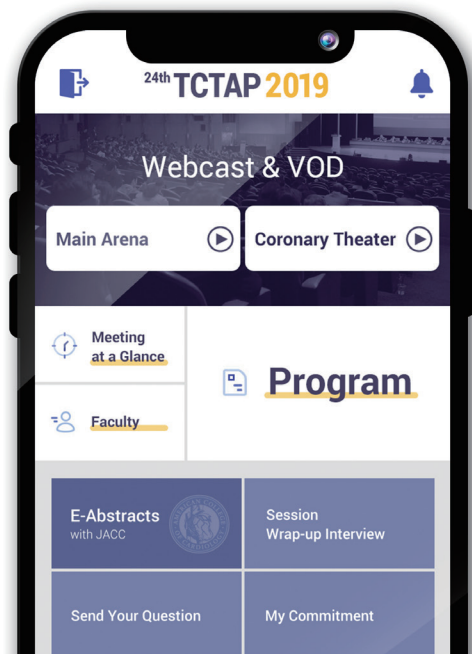 24th TCTAP 2019
Webcast & VOD
Main Arena
Coronary Theater
Meeting
at a Glance
Faculty
Program
E-Abstracts
with JACC
Session
Wrap-up Interview
Send Your Question
My Commitment